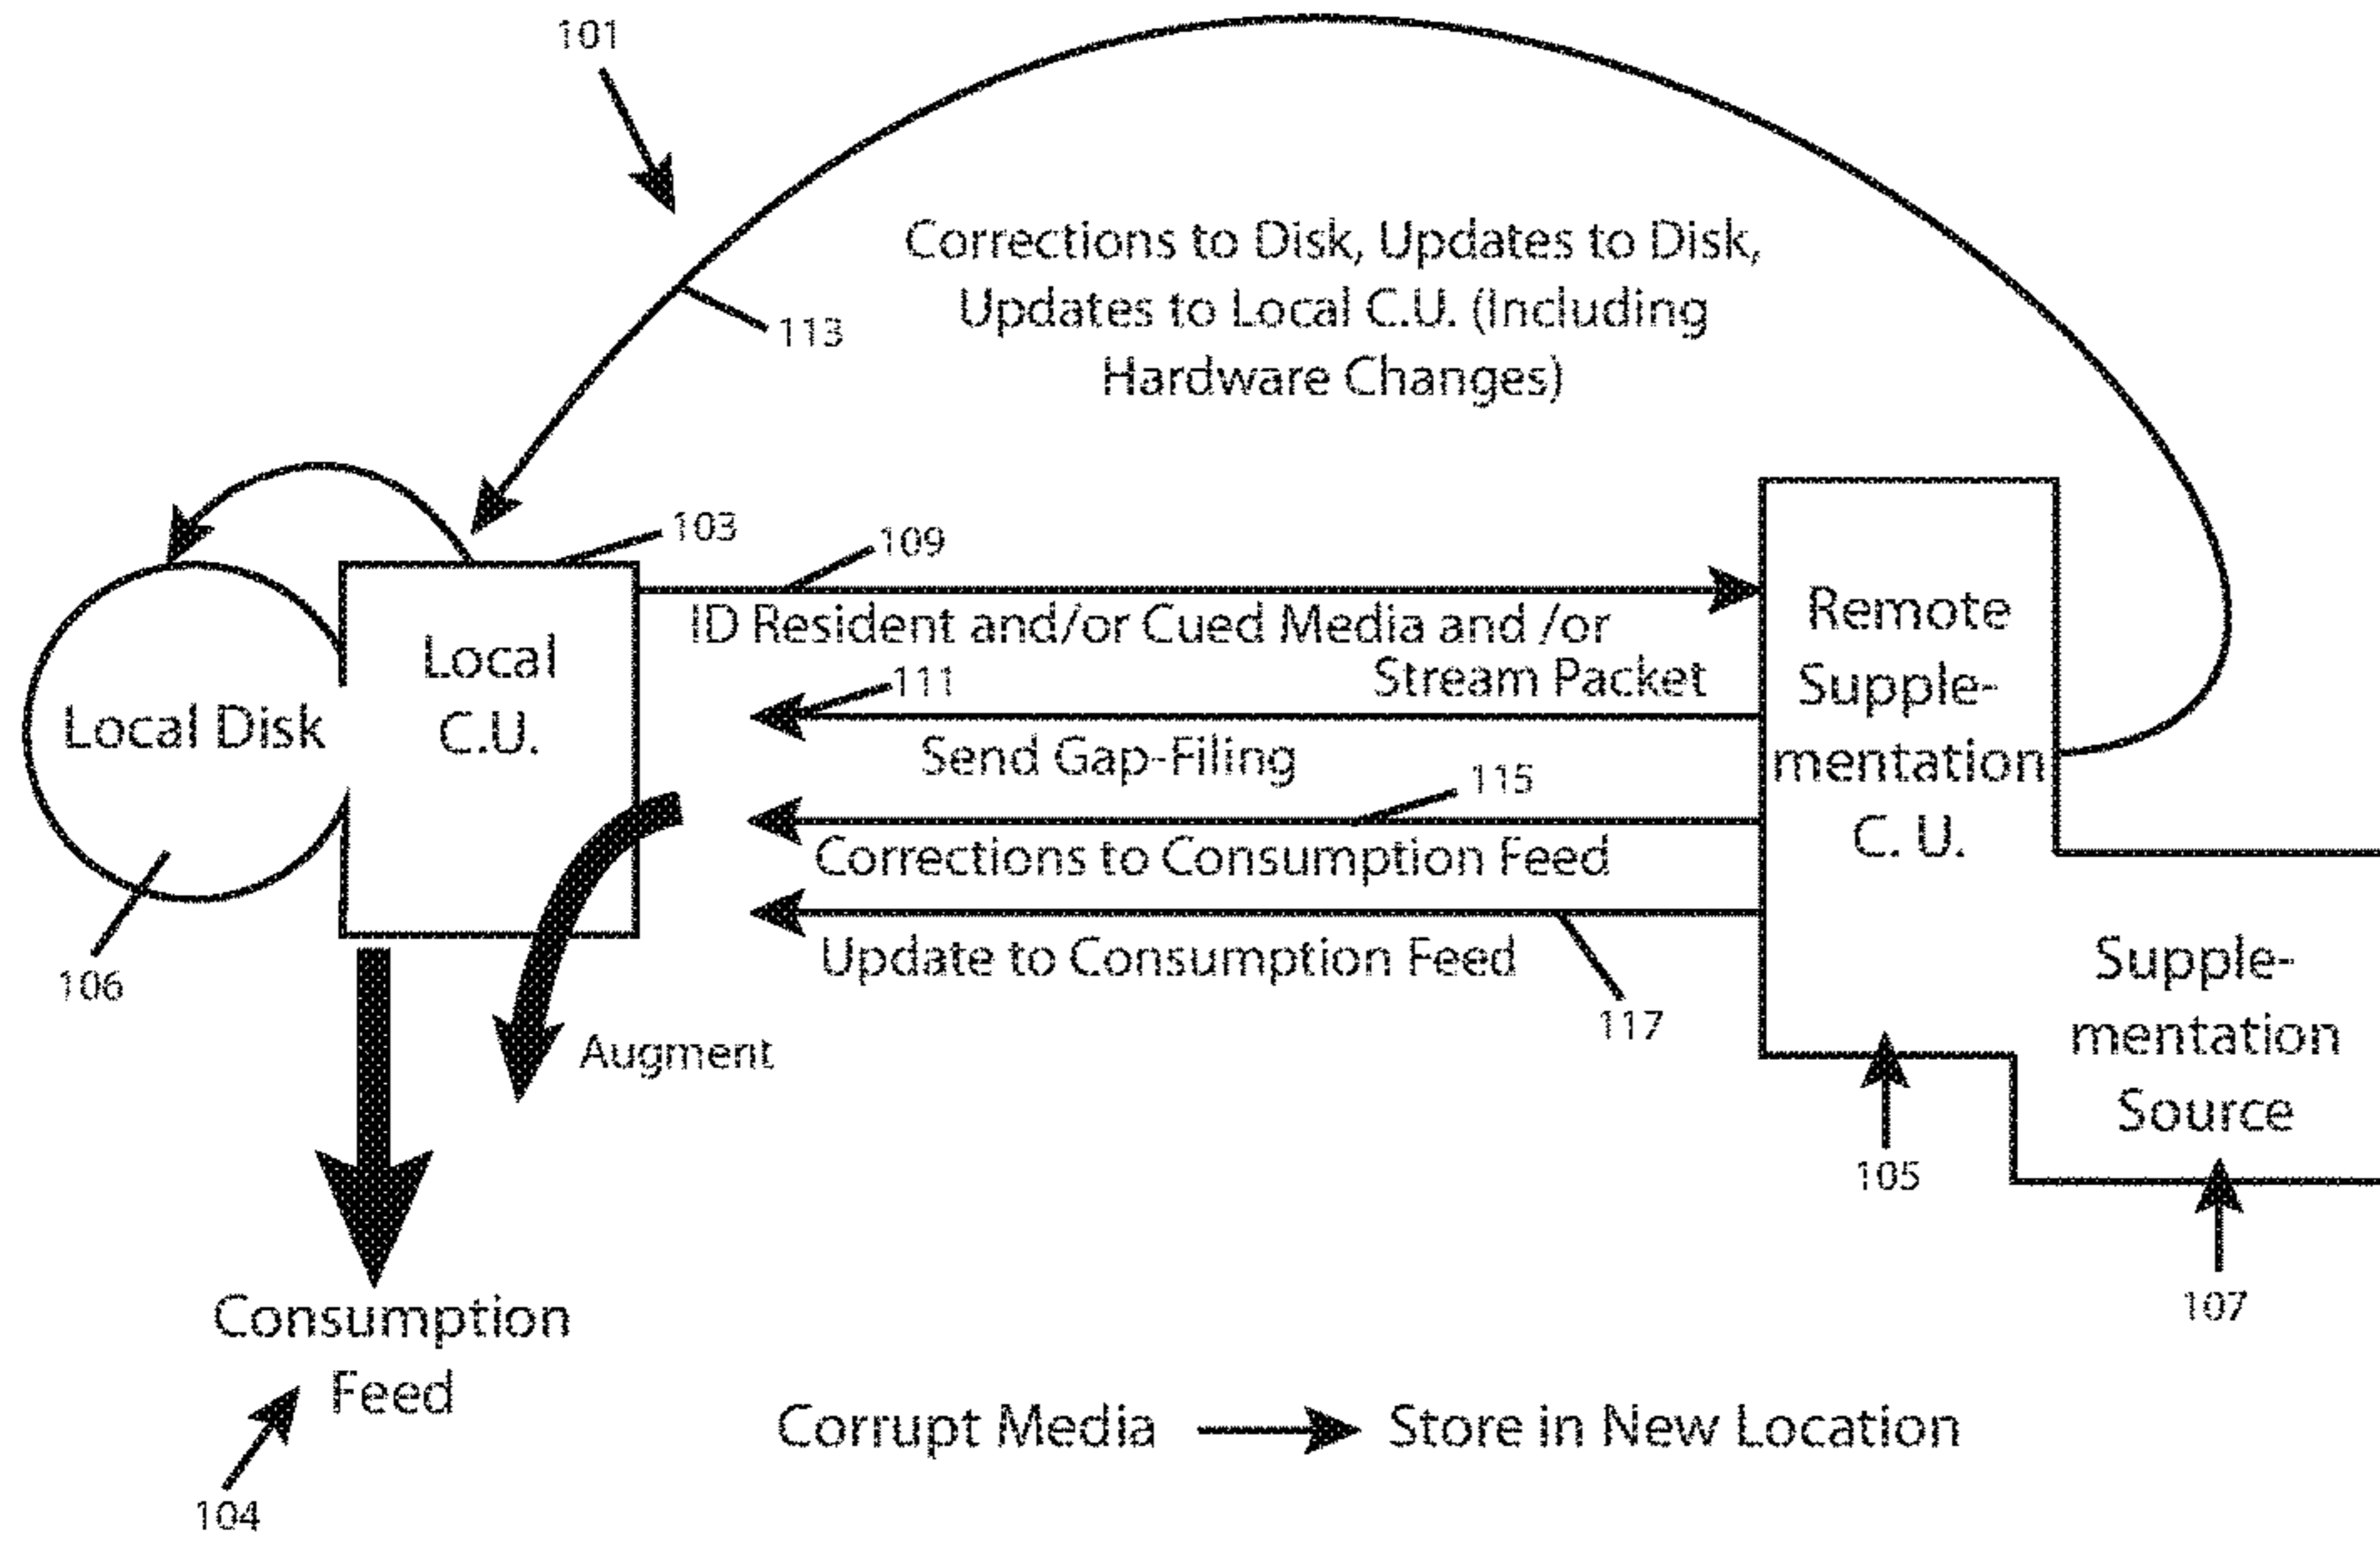 101
Corrections to Disk, Updates to Disk,
Updates to Local C.U. (Including
Hardware Changes)
113
103
109
ID Resident and/or Cued Media and /or
Stream Packet
111
Send Gap-Filing
115
Corrections to Consumption Feed
Update to Consumption Feed
117
Local Disk
106
Local
C.U.
Remote
Supple-
mentation
C. U.
105
Supple-
mentation
Source
107
Augment
Consumption
Feed
104
Corrupt Media Store in New Location